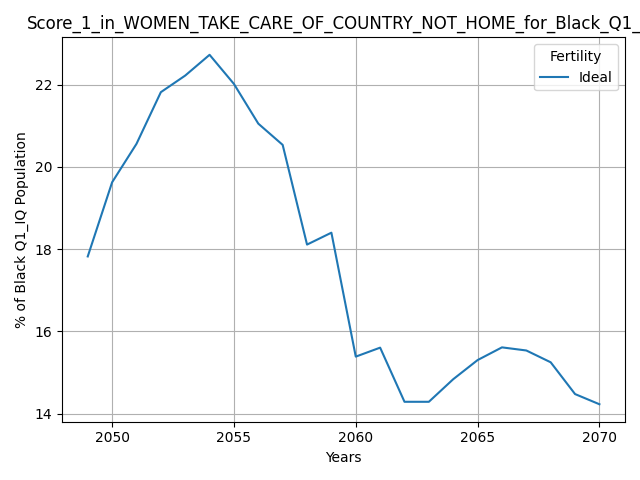 Score_1_in_WOMEN_TAKE_CARE_OF_COUNTRY_NOT_HOME_for_Black_Q1_
Fertility
Ideal
22
20
18
16
14
% of Black Q1_IQ Population
2050 2055 2060 2065 2070
Years